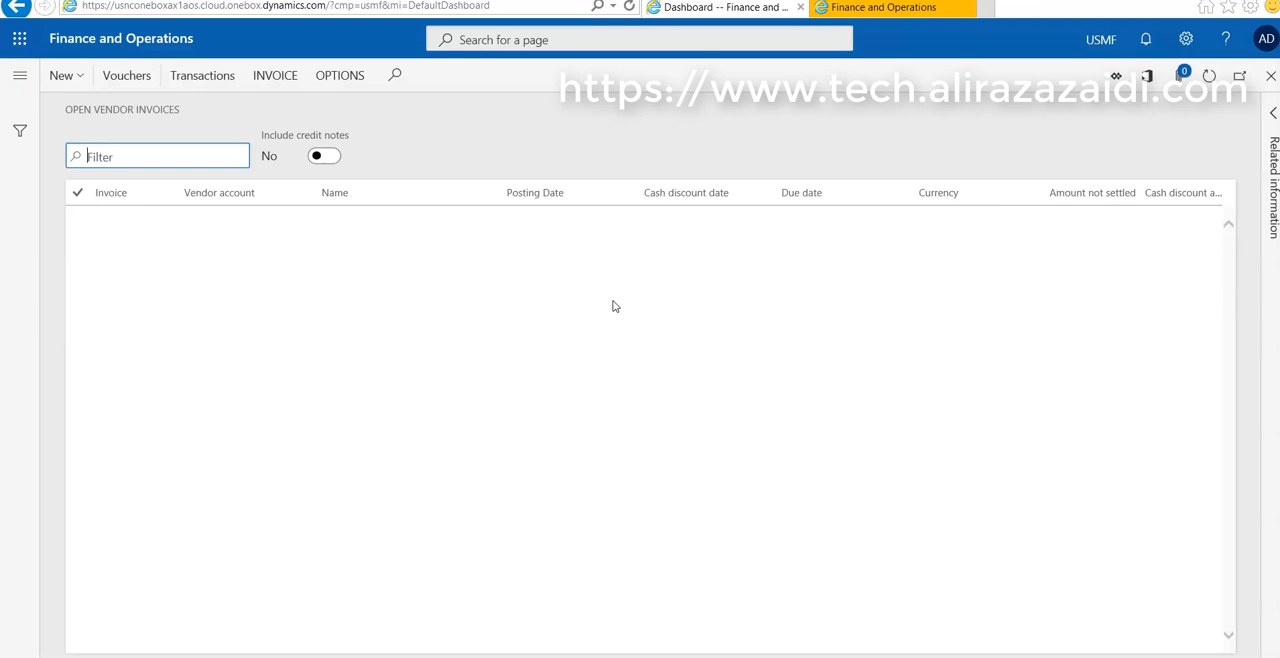 https://usnconeboxax1aos.cloud.onebox.dynamics.com/?cmp=usmf&mi=DefaultDashboard
Dashboard -- Finance and ...
Finance and Operations
Finance and Operations
Search for a page
USMF
?
AD
New
Vouchers
Transactions
INVOICE
OPTIONS
0
https://www.tech.alirazazaidi.com
OPEN VENDOR INVOICES
Filter
Include credit notes
No
Invoice
Vendor account
Name
Posting Date
Cash discount date
Due date
Currency
Amount not settled
Cash discount a...
Related information